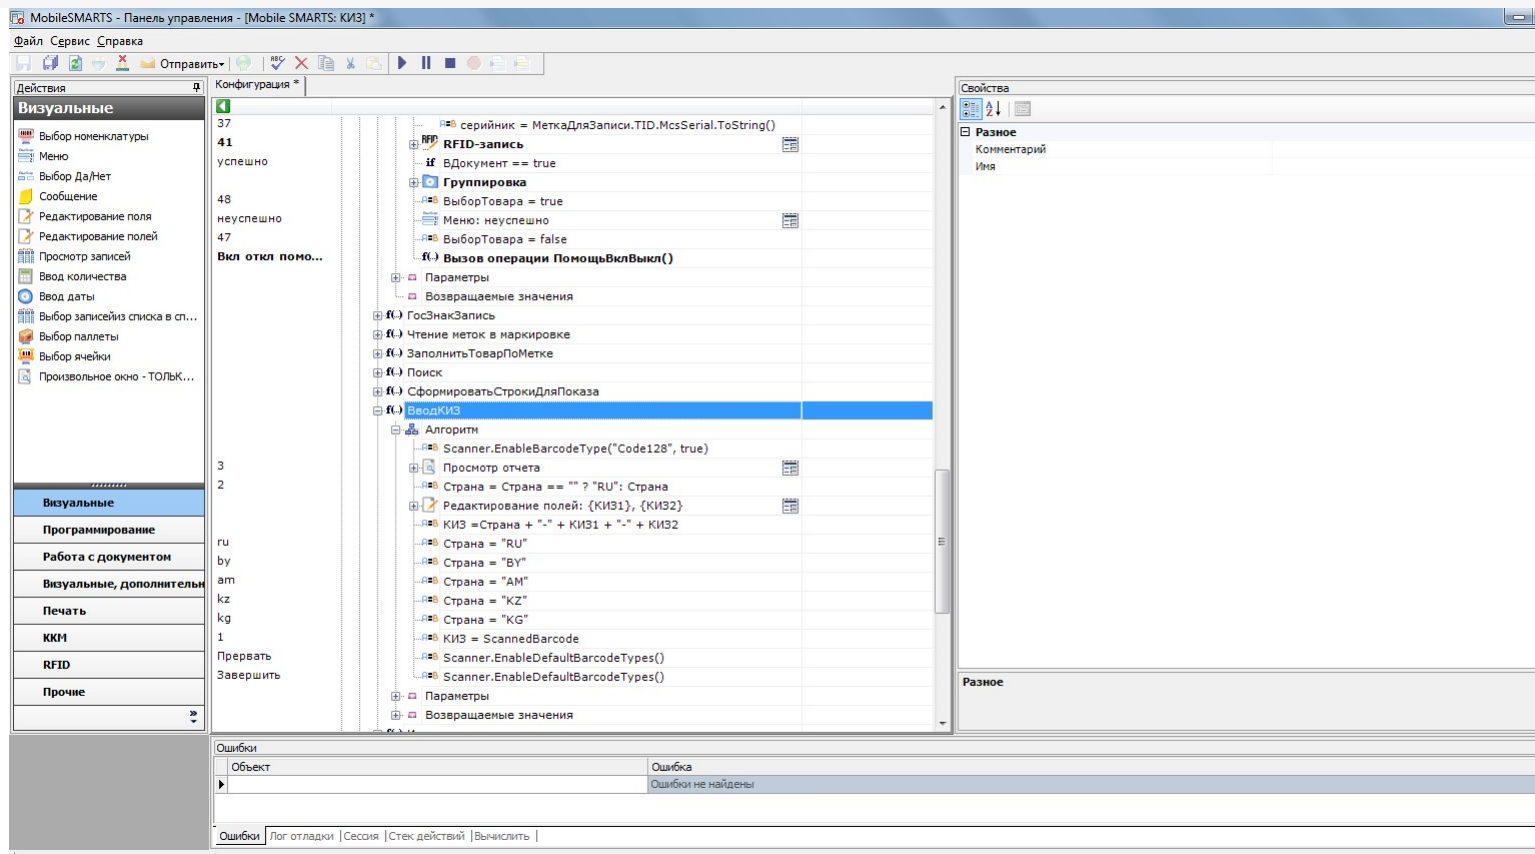 MobileSMARTS - Панель управления - [Mobile SMARTS: КИЗ] *
Файл Сервис Справка
Отправить
Действия
Визуальные
Выбор номенклатуры
Меню
Выбор Да/Нет
Сообщение
Редактирование поля
Редактирование полей
Просмотр записей
Ввод количества
Ввод даты
Выбор записейиз списка в сп...
Выбор паллеты
Выбор ячейки
Произвольное окно - ТОЛЬК...
Визуальные
Программирование
Работа с документом
Визуальные, дополнительн
Печать
ККМ
RFID
Прочие
Конфигурация *
37 серийник = МеткаДляЗаписи.TID.McsSerial.ToString()
41 RFID-запись
успешно if ВДокумент == true
Группировка
48 ВыборТовара = true
неуспешно Меню: неуспешно
47 ВыборТовара = false
Вкл откл помо... f(..) Вызов операции ПомощьВклВыкл()
Параметры
Возвращаемые значения
f(..) ГосЗнакЗапись
f(..) Чтение меток в маркировке
f(..) ЗаполнитьТоварПоМетке
f(..) Поиск
f(..) СформироватьСтрокиДляПоказа
f(..) ВводКИЗ
Алгоритм
Scanner.EnableBarcodeType("Code128", true)
3 Просмотр отчета
2 Страна = Страна == "" ? "RU": Страна
Редактирование полей: {КИЗ1}, {КИЗ2}
КИЗ =Страна + "-" + КИЗ1 + "-" + КИЗ2
ru Страна = "RU"
by Страна = "BY"
am Страна = "AM"
kz Страна = "KZ"
kg Страна = "KG"
1 КИЗ = ScannedBarcode
Прервать Scanner.EnableDefaultBarcodeTypes()
Завершить Scanner.EnableDefaultBarcodeTypes()
Параметры
Возвращаемые значения
Свойства
Разное
Комментарий
Имя
Разное
Ошибки
Объект Ошибка
Ошибки не найдены
Ошибки Лог отладки Сессия Стек действий Вычислить